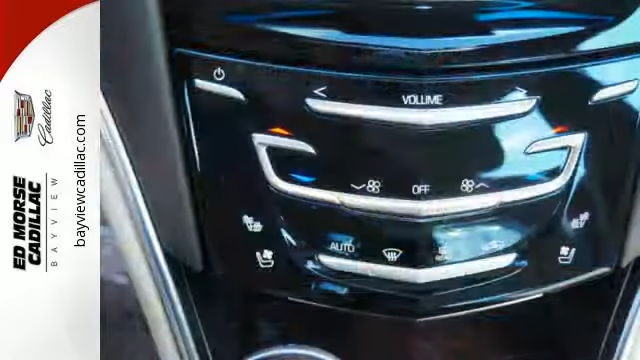 VOLUME
OFF
AUTO
Cadillac
ED MORSE
CADILLAC
BAYVIEW
bayviewcadillac.com